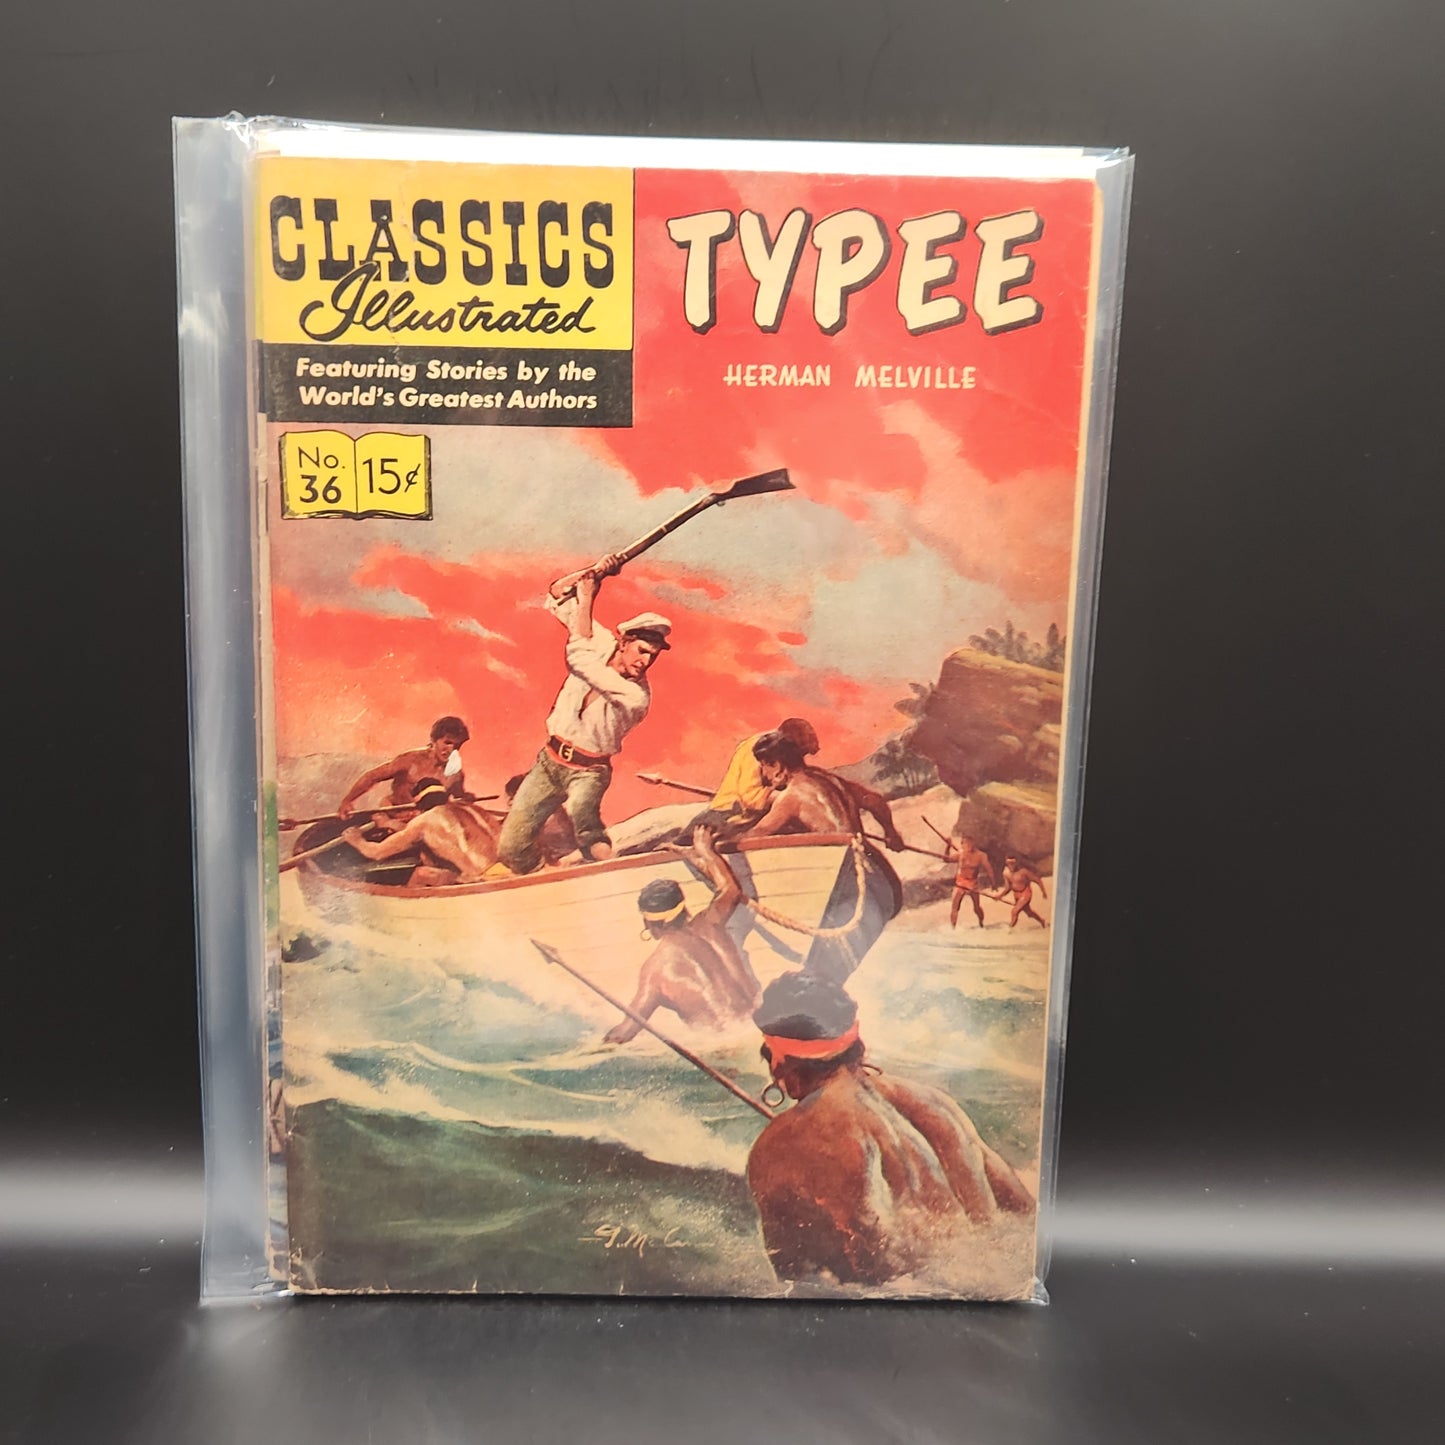 CLASSICS
Illustrated
Featuring Stories by the
World's Greatest Authors
No.
36
15¢
TYPEE
HERMAN MELVILLE